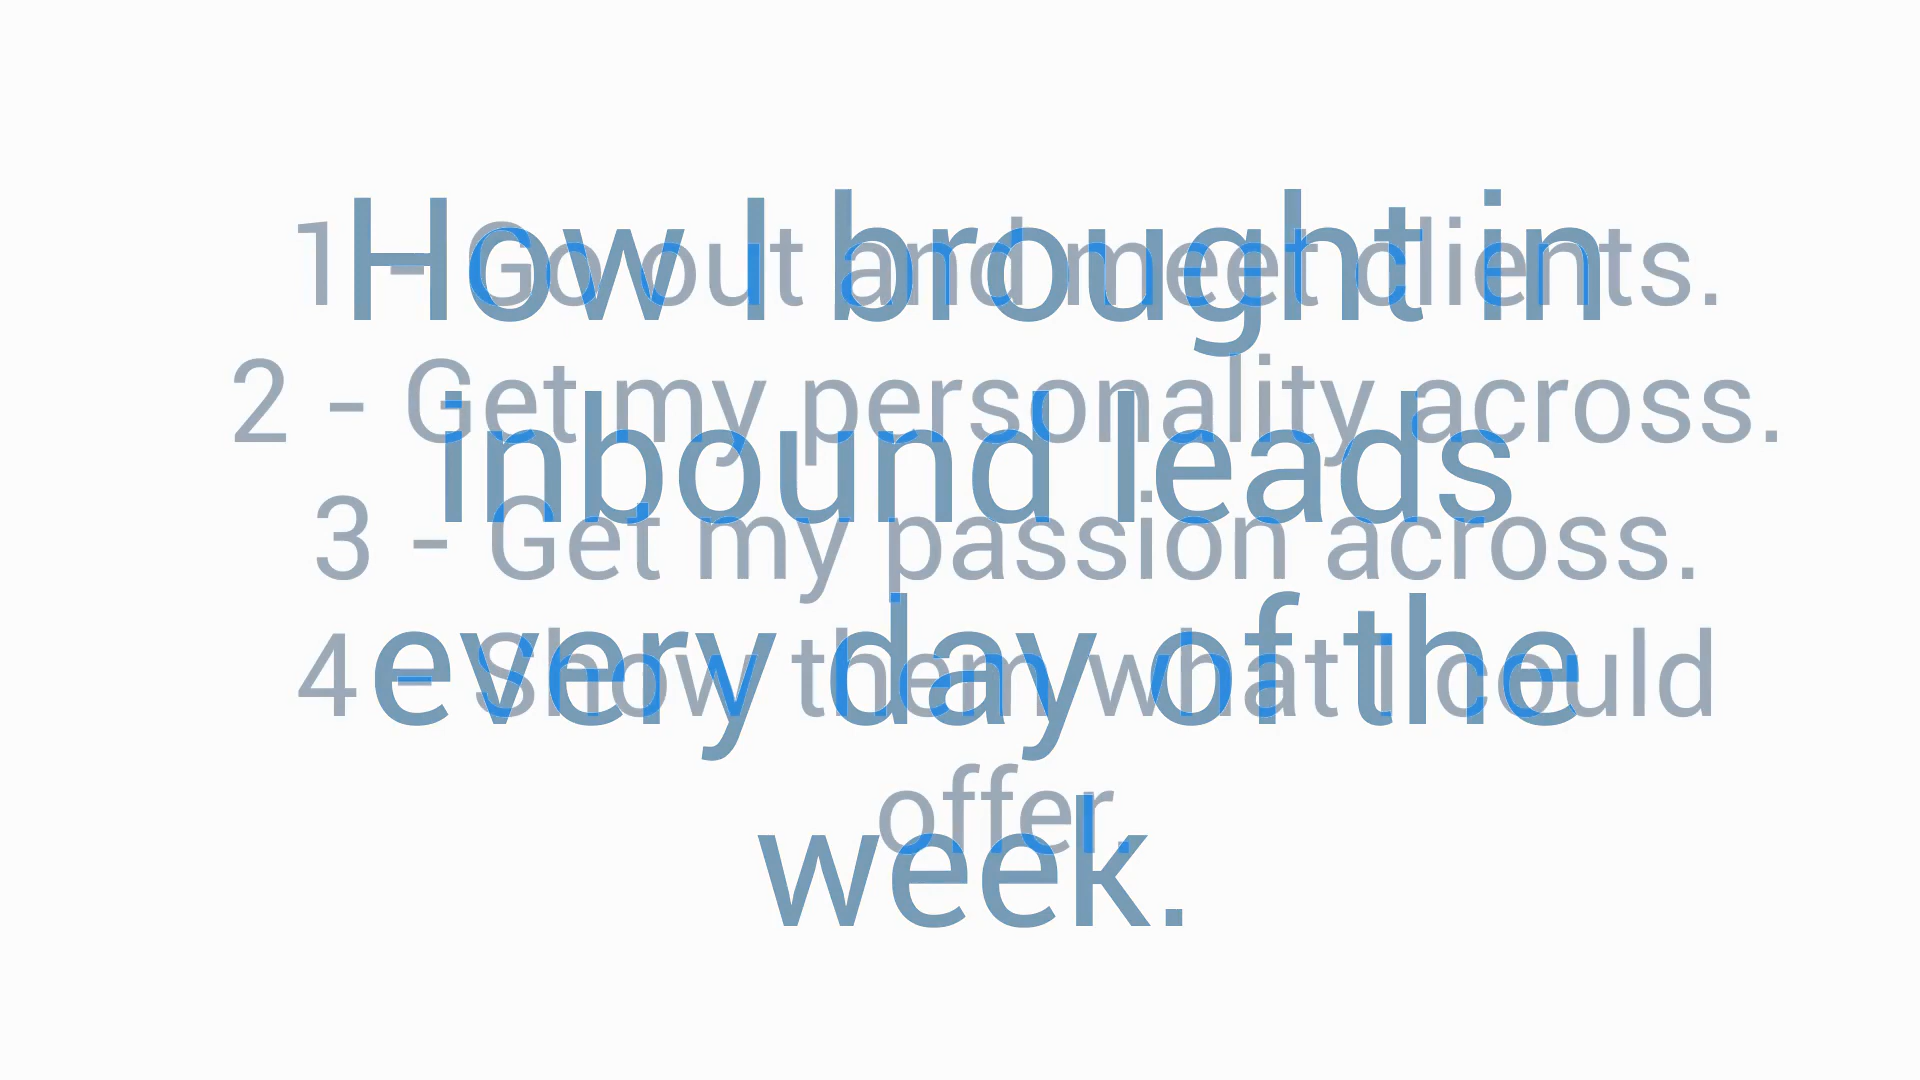 How I brought in
inbound leads
every day of the
week.
1 - Go out and meet clients.
2 - Get my personality across.
3 - Get my passion across.
4 - Show them what I could
offer.